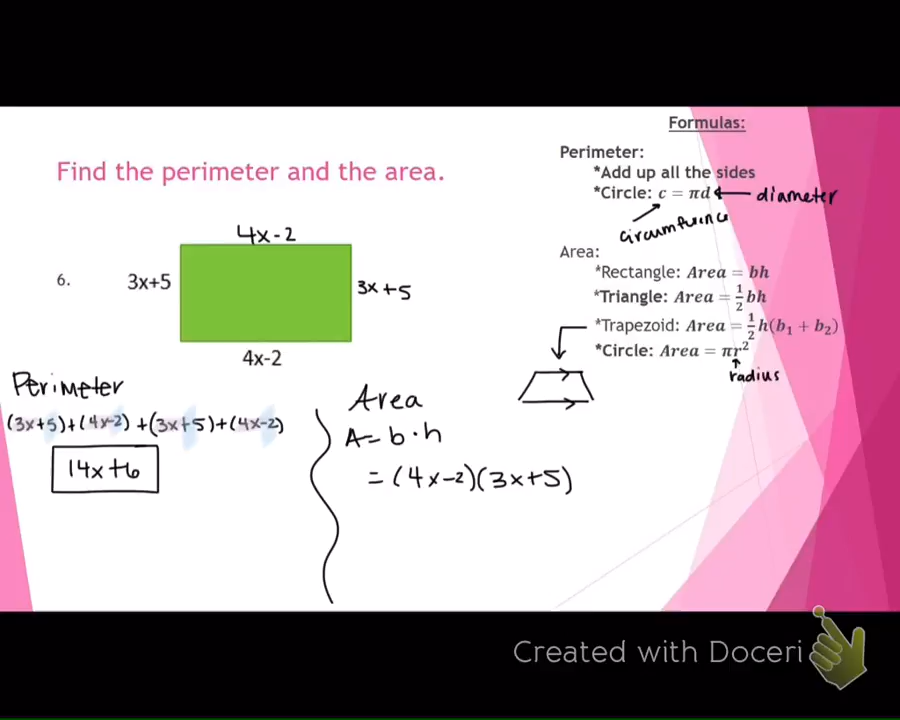 Find the perimeter and the area.
6.
4x-2
3x+5
3x+5
4x-2
Perimeter
(3x+5)+(4x-2)+(3x+5)+(4x-2)
14x+6
Area
A=b·h
=(4x-2)(3x+5)
Formulas:
Perimeter:
*Add up all the sides
*Circle: c = πd diameter
circumference
Area:
*Rectangle: Area = bh
*Triangle: Area = ½bh
*Trapezoid: Area = ½h(b₁ + b₂)
*Circle: Area = πr²
radius
Created with Doceri